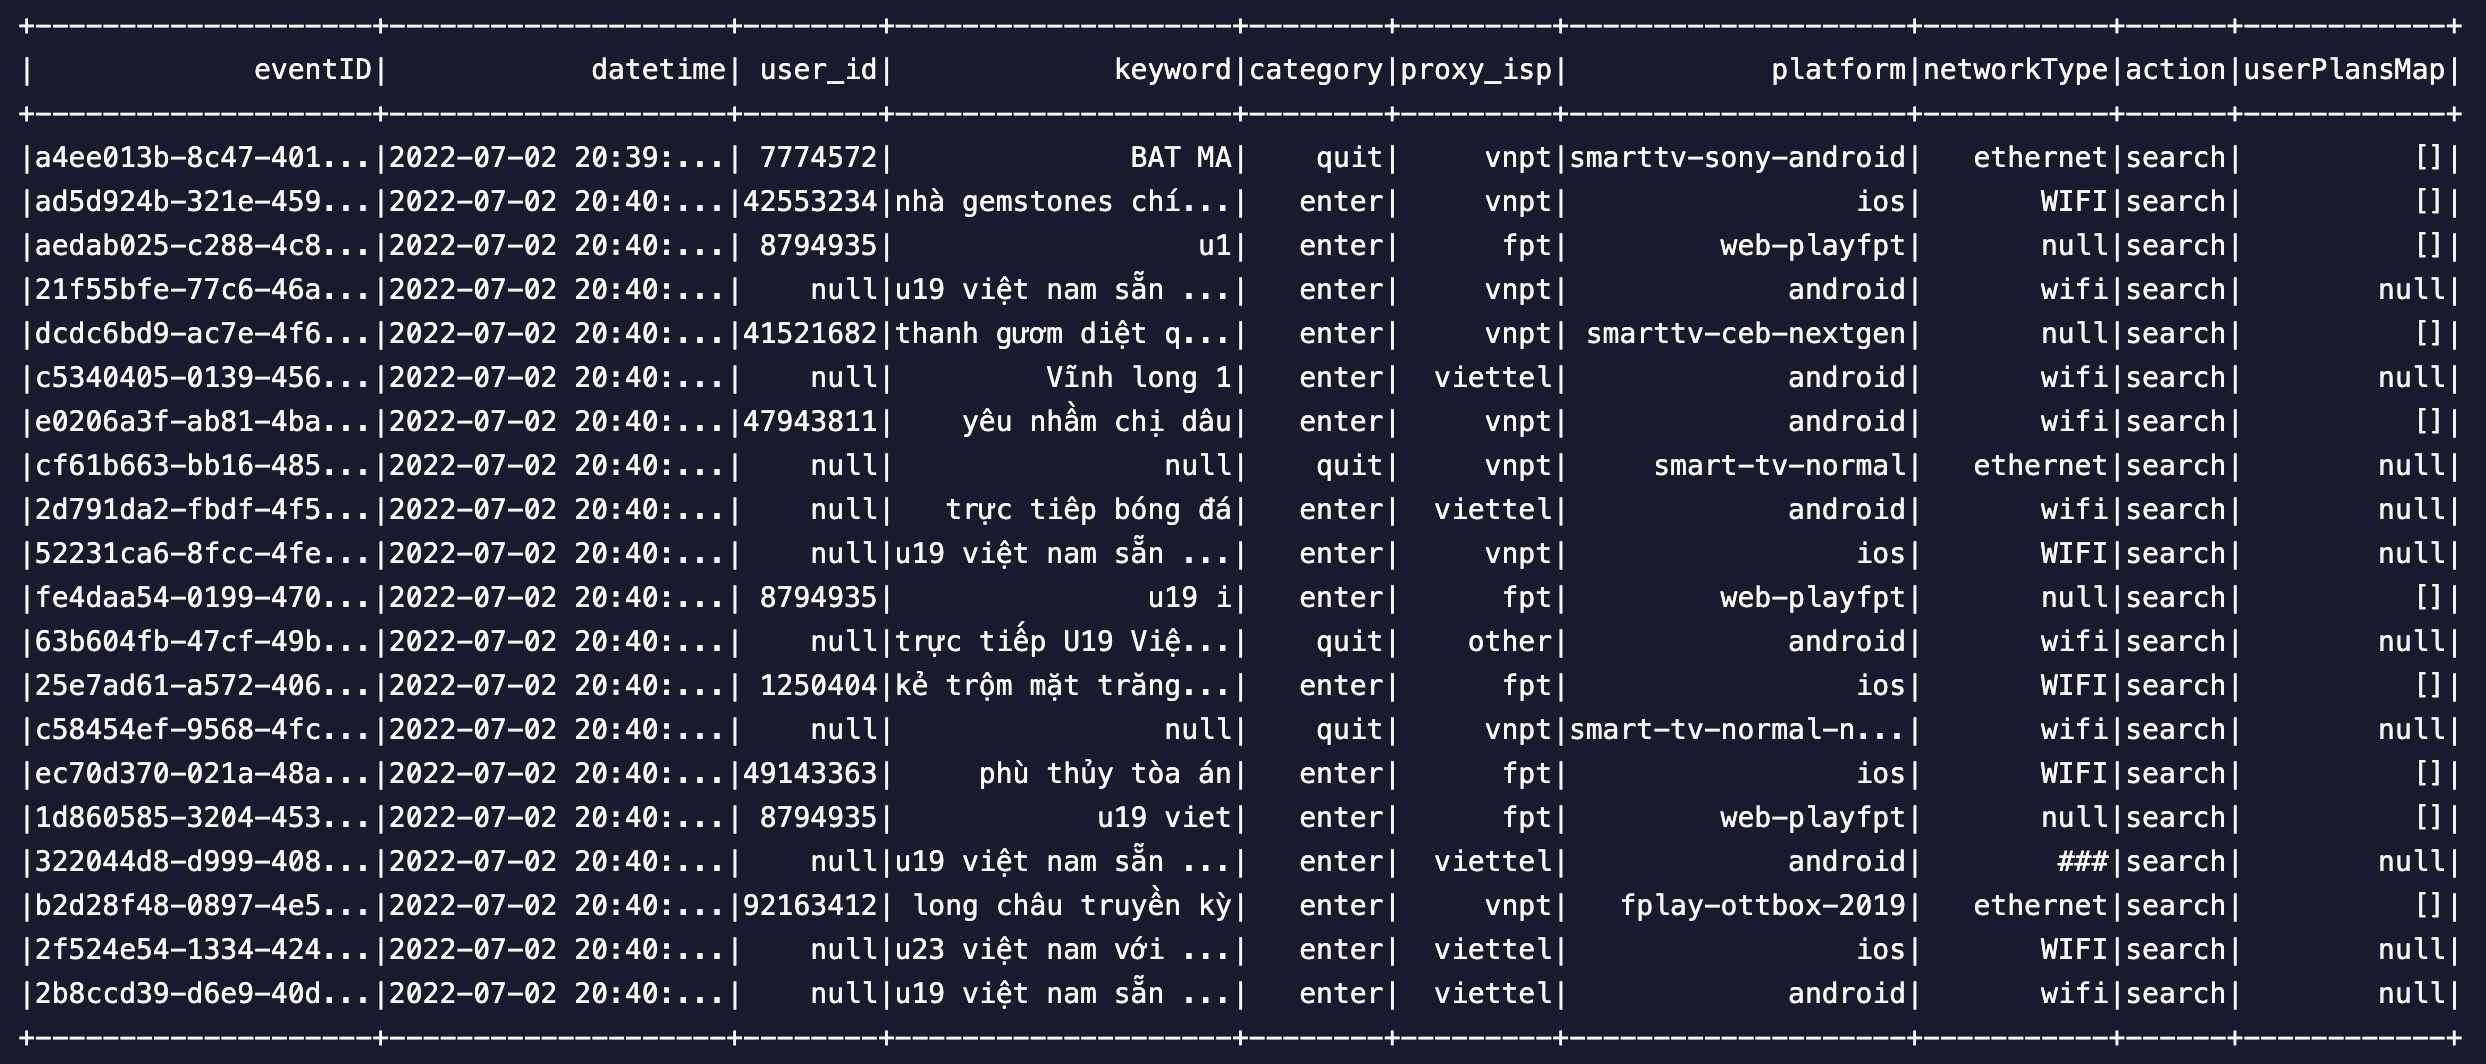 +--------------------+--------------------+--------+--------------------+--------+---------+--------------------+-----------+------+------------+
|             eventID|            datetime| user_id|             keyword|category|proxy_isp|            platform|networkType|action|userPlansMap|
+--------------------+--------------------+--------+--------------------+--------+---------+--------------------+-----------+------+------------+
|a4ee013b-8c47-401...|2022-07-02 20:39:...| 7774572|              BAT MA|    quit|     vnpt|smarttv-sony-android|   ethernet|search|          []|
|ad5d924b-321e-459...|2022-07-02 20:40:...|42553234|nhà gemstones chí...|   enter|     vnpt|                 ios|       WIFI|search|          []|
|aedab025-c288-4c8...|2022-07-02 20:40:...| 8794935|                  u1|   enter|      fpt|         web-playfpt|       null|search|          []|
|21f55bfe-77c6-46a...|2022-07-02 20:40:...|    null|u19 việt nam sẵn ...|   enter|     vnpt|             android|       wifi|search|        null|
|dcdc6bd9-ac7e-4f6...|2022-07-02 20:40:...|41521682|thanh gươm diệt q...|   enter|     vnpt| smarttv-ceb-nextgen|       null|search|          []|
|c5340405-0139-456...|2022-07-02 20:40:...|    null|         Vĩnh long 1|   enter|  viettel|             android|       wifi|search|        null|
|e0206a3f-ab81-4ba...|2022-07-02 20:40:...|47943811|    yêu nhầm chị dâu|   enter|     vnpt|             android|       wifi|search|          []|
|cf61b663-bb16-485...|2022-07-02 20:40:...|    null|                null|    quit|     vnpt|     smart-tv-normal|   ethernet|search|        null|
|2d791da2-fbdf-4f5...|2022-07-02 20:40:...|    null|   trực tiêp bóng đá|   enter|  viettel|             android|       wifi|search|        null|
|52231ca6-8fcc-4fe...|2022-07-02 20:40:...|    null|u19 việt nam sẵn ...|   enter|     vnpt|                 ios|       WIFI|search|        null|
|fe4daa54-0199-470...|2022-07-02 20:40:...| 8794935|               u19 i|   enter|      fpt|         web-playfpt|       null|search|          []|
|63b604fb-47cf-49b...|2022-07-02 20:40:...|    null|trực tiếp U19 Việ...|    quit|    other|             android|       wifi|search|        null|
|25e7ad61-a572-406...|2022-07-02 20:40:...| 1250404|kẻ trộm mặt trăng...|   enter|      fpt|                 ios|       WIFI|search|          []|
|c58454ef-9568-4fc...|2022-07-02 20:40:...|    null|                null|    quit|     vnpt|smart-tv-normal-n...|       wifi|search|        null|
|ec70d370-021a-48a...|2022-07-02 20:40:...|49143363|     phù thủy tòa án|   enter|      fpt|                 ios|       WIFI|search|          []|
|1d860585-3204-453...|2022-07-02 20:40:...| 8794935|            u19 viet|   enter|      fpt|         web-playfpt|       null|search|          []|
|322044d8-d999-408...|2022-07-02 20:40:...|    null|u19 việt nam sẵn ...|   enter|  viettel|             android|        ###|search|        null|
|b2d28f48-0897-4e5...|2022-07-02 20:40:...|92163412| long châu truyền kỳ|   enter|     vnpt|   fplay-ottbox-2019|   ethernet|search|          []|
|2f524e54-1334-424...|2022-07-02 20:40:...|    null|u23 việt nam với ...|   enter|  viettel|                 ios|       WIFI|search|        null|
|2b8ccd39-d6e9-40d...|2022-07-02 20:40:...|    null|u19 việt nam sẵn ...|   enter|  viettel|             android|       wifi|search|        null|
+--------------------+--------------------+--------+--------------------+--------+---------+--------------------+-----------+------+------------+